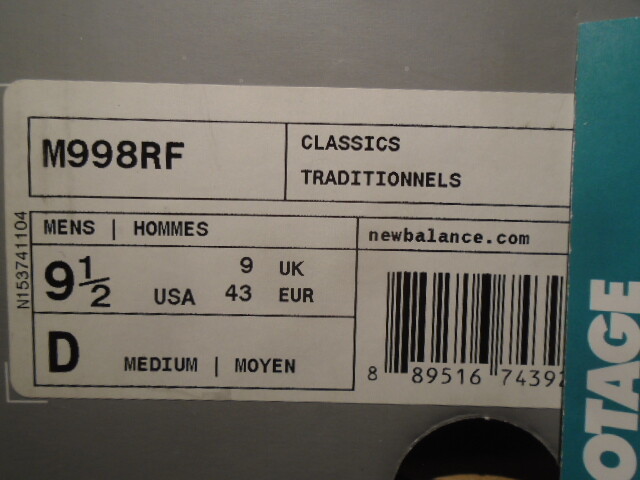 M998RF
CLASSICS
TRADITIONNELS
N153741104
MENS | HOMMES
9 1/2 USA
9 UK
43 EUR
D MEDIUM | MOYEN
newbalance.com
8 89516 74392
OTAGE